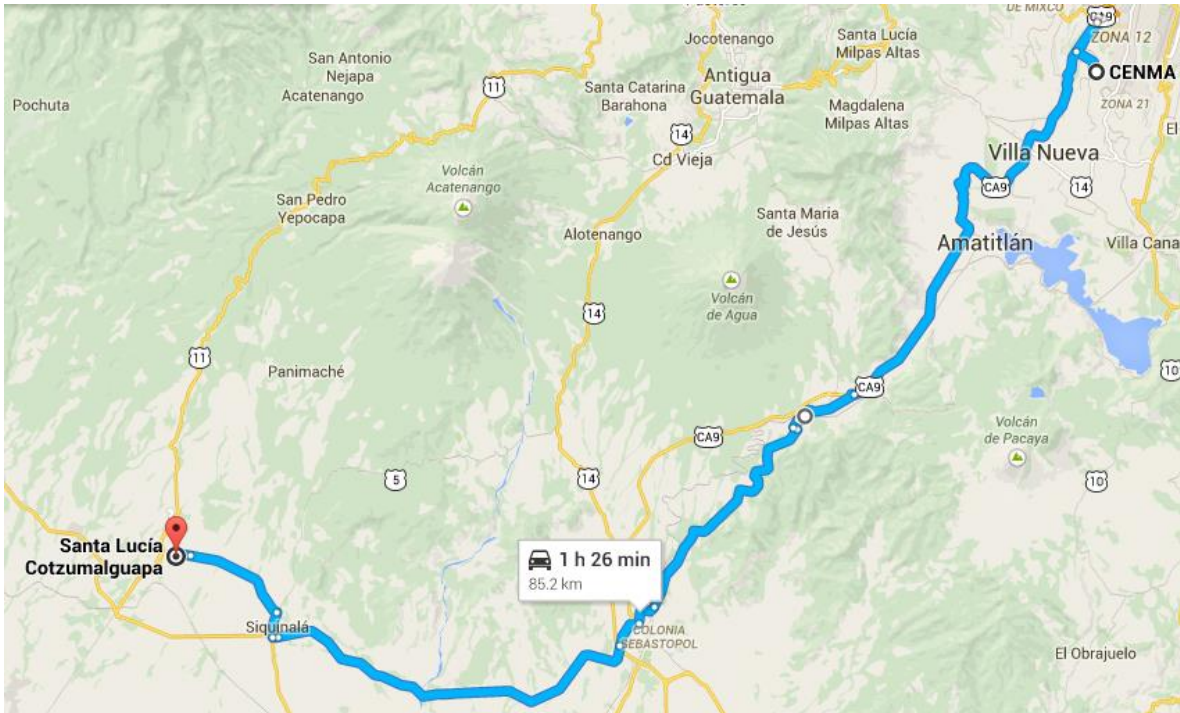 DE MIXCO
CA9
ZONA 12
Jocotenango
Santa Lucía
Milpas Altas
San Antonio
Nejapa
Acatenango
11
Santa Catarina
Barahona
Antigua
Guatemala
CENMA
Pochuta
Magdalena
Milpas Altas
ZONA 21
El
14
Cd Vieja
Villa Nueva
Volcán
Acatenango
CA9
14
San Pedro
Yepocapa
Santa Maria
de Jesús
Alotenango
Amatitlán
Villa Cana
Volcán
de Agua
14
11
Panimaché
CA9
10
CA9
Volcán
de Pacaya
5
14
10
Santa Lucía
Cotzumalguapa
1 h 26 min
85.2 km
Siquinalá
COLONIA
SEBASTOPOL
El Obrajuelo